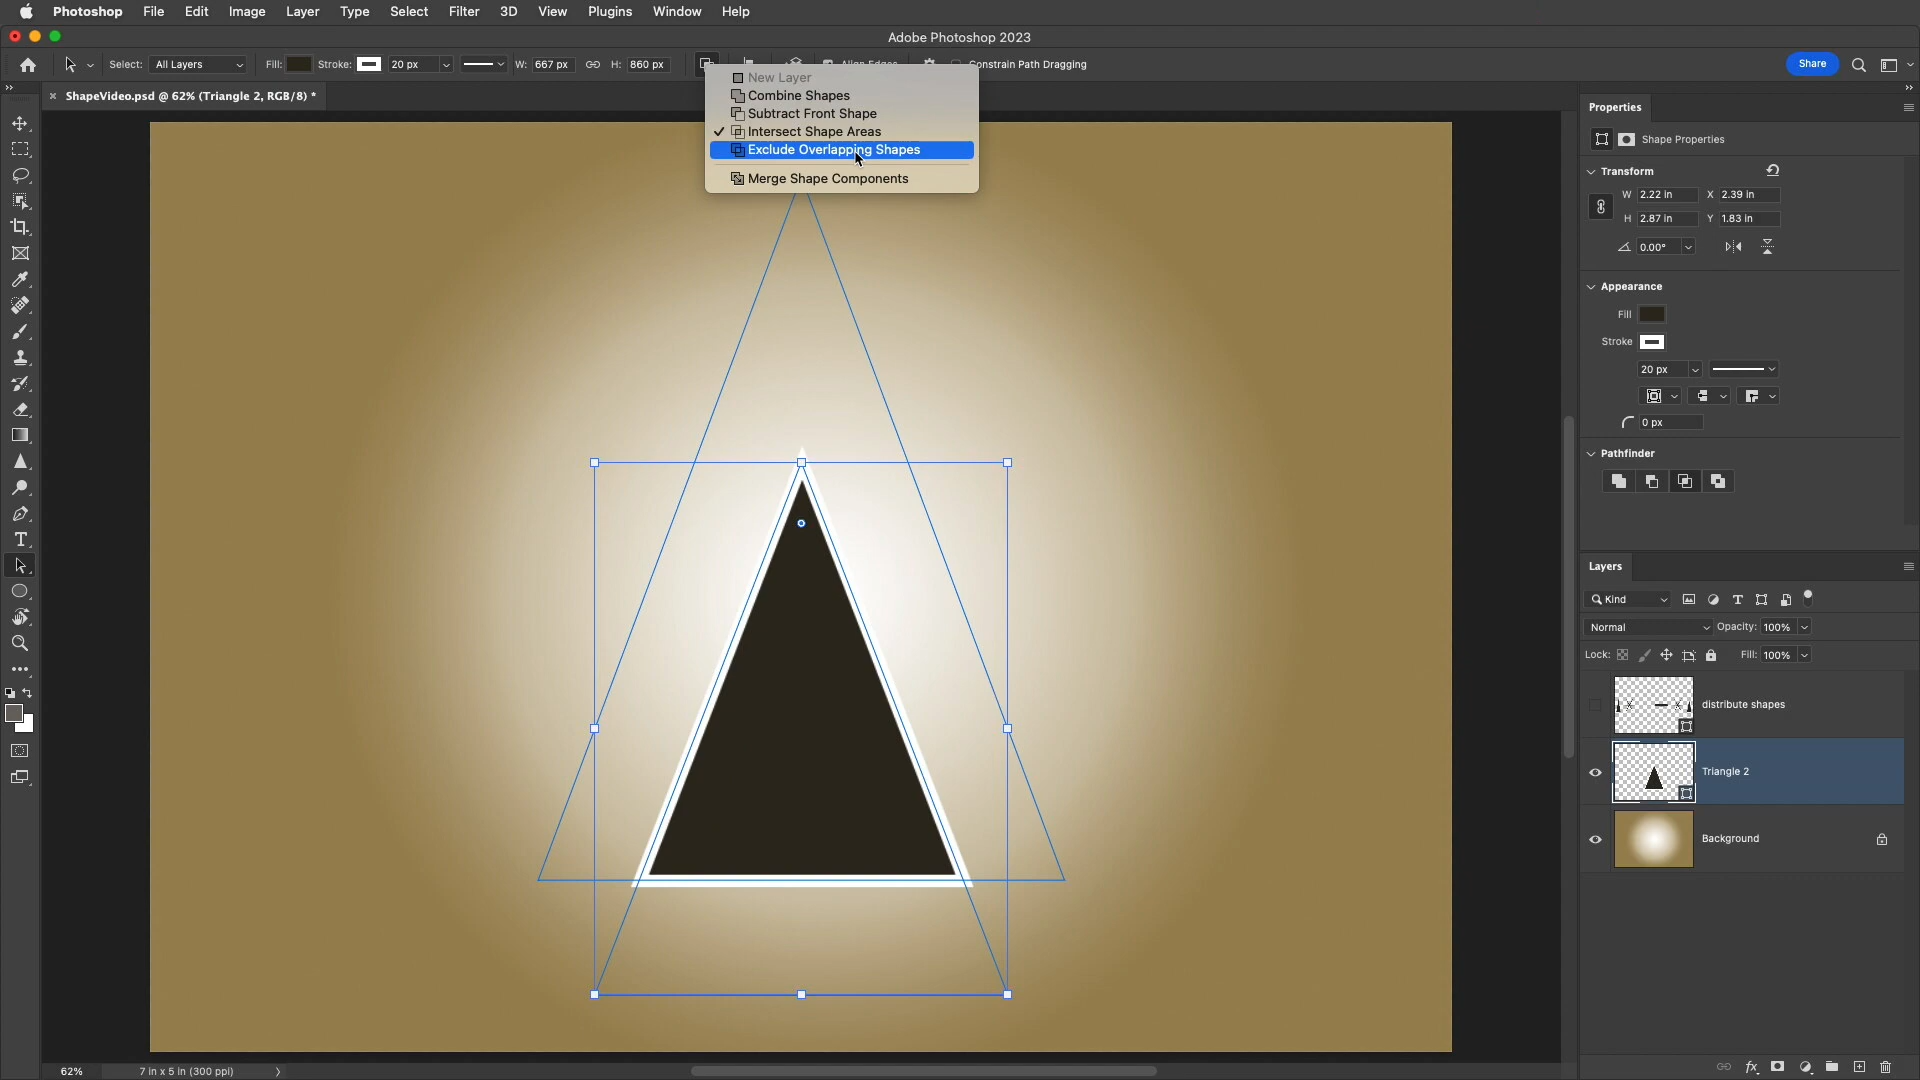 Photoshop File Edit Image Layer Type Select Filter 3D View Plugins Window Help
Adobe Photoshop 2023
Select: All Layers Fill: Stroke: 20 px W: 667 px H: 860 px Align Edges Constrain Path Dragging Share
ShapeVideo.psd @ 62% (Triangle 2, RGB/8) *
New Layer
Combine Shapes
Subtract Front Shape
Intersect Shape Areas
Exclude Overlapping Shapes
Merge Shape Components
Properties
Shape Properties
Transform
W 2.22 in X 2.39 in
H 2.87 in Y 1.83 in
0.00°
Appearance
Fill
Stroke
20 px
0 px
Pathfinder
Layers
Kind
Normal Opacity: 100%
Lock: Fill: 100%
distribute shapes
Triangle 2
Background
62% 7 in x 5 in (300 ppi)